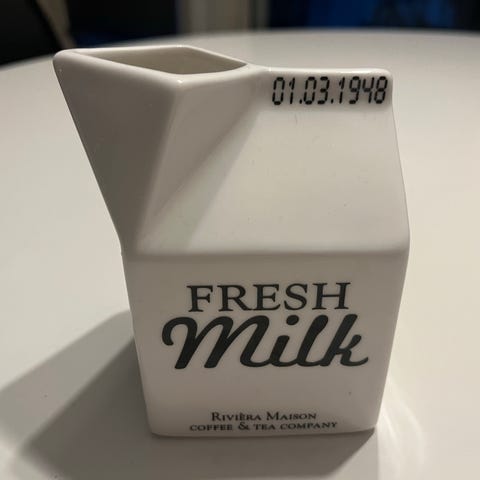 01.03.1948
FRESH
Milk
RIVIÈRA MAISON
COFFEE & TEA COMPANY